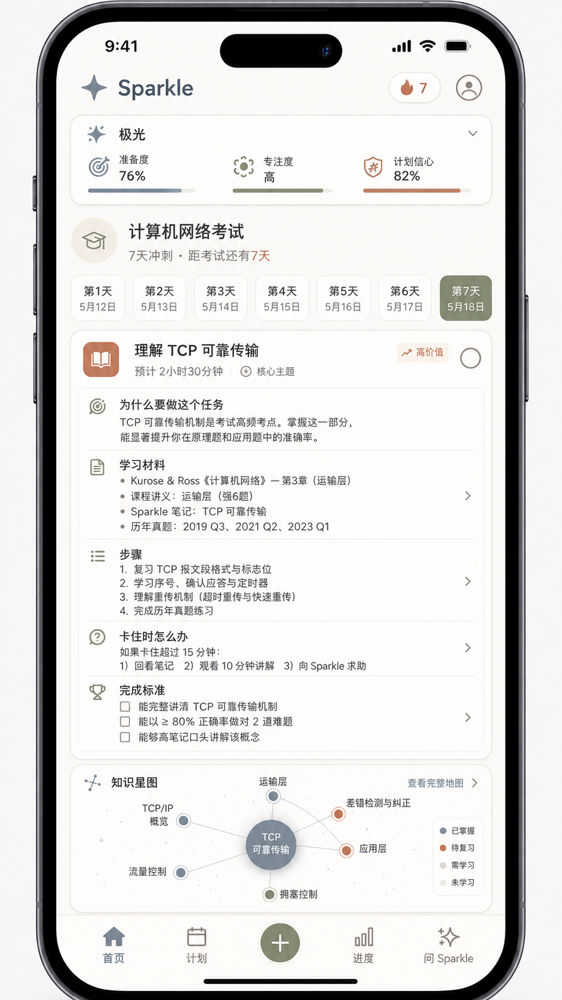 9:41
Sparkle
7
极光
准备度
76%
专注度
高
计划信心
82%
计算机网络考试
7天冲刺 • 距考试还有7天
第1天
5月12日
第2天
5月13日
第3天
5月14日
第4天
5月15日
第5天
5月16日
第6天
5月17日
第7天
5月18日
理解 TCP 可靠传输
高价值
预计 2小时30分钟
核心主题
为什么要做这个任务
TCP 可靠传输机制是考试高频考点。掌握这一部分，
能显著提升你在原理题和应用题中的准确率。
学习材料
• Kurose & Ross《计算机网络》— 第3章（运输层）
• 课程讲义：运输层（强6题）
• Sparkle 笔记：TCP 可靠传输
• 历年真题：2019 Q3、2021 Q2、2023 Q1
步骤
1. 复习 TCP 报文段格式与标志位
2. 学习序号、确认应答与定时器
3. 理解重传机制（超时重传与快速重传）
4. 完成历年真题练习
卡住时怎么办
如果卡住超过 15 分钟：
1）回看笔记 2）观看 10 分钟讲解 3）向 Sparkle 求助
完成标准
能完整讲清 TCP 可靠传输机制
能以 ≥ 80% 正确率做对 2 道难题
能够高笔记口头讲解该概念
知识星图
查看完整地图
运输层
TCP/IP
概览
差错检测与纠正
TCP
可靠传输
应用层
流量控制
拥塞控制
已掌握
待复习
需学习
未学习
首页
计划
进度
问 Sparkle